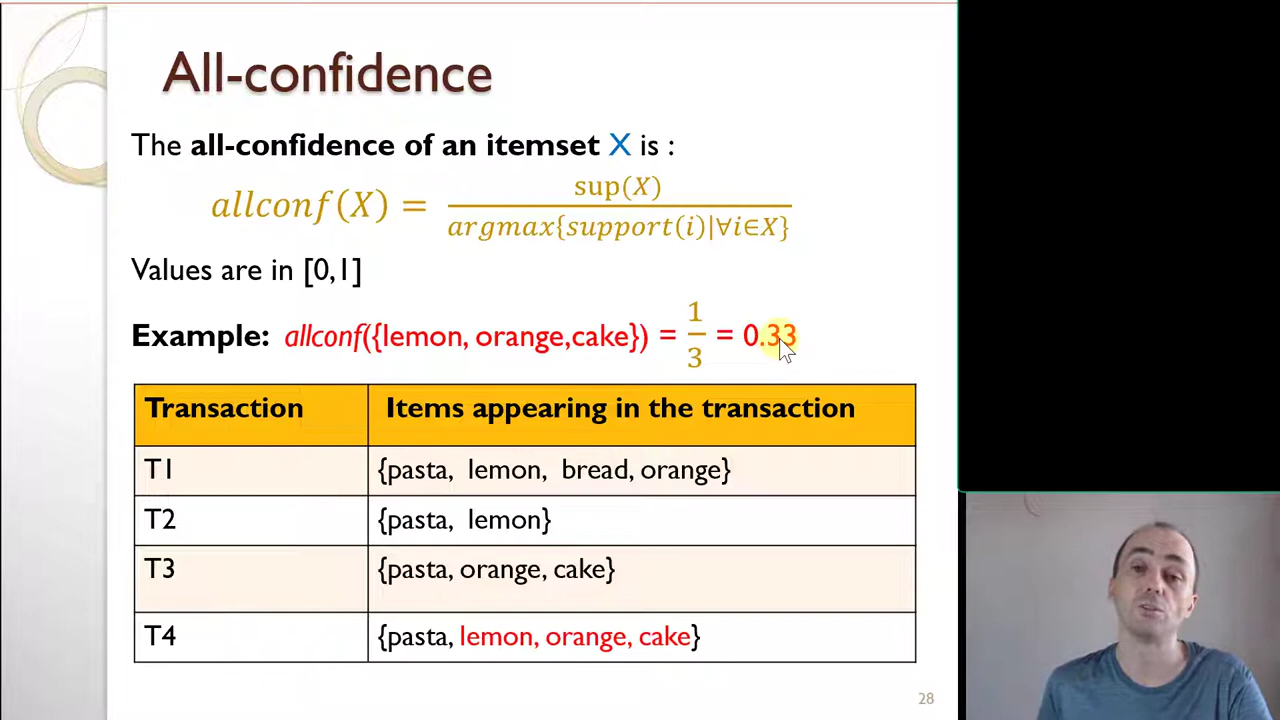 All-confidence
The all-confidence of an itemset X is :
allconf(X) = sup(X) / argmax{support(i)|∀i∈X}
Values are in [0,1]
Example: allconf({lemon, orange,cake}) = 1/3 = 0.33
Transaction Items appearing in the transaction
T1 {pasta, lemon, bread, orange}
T2 {pasta, lemon}
T3 {pasta, orange, cake}
T4 {pasta, lemon, orange, cake}
28